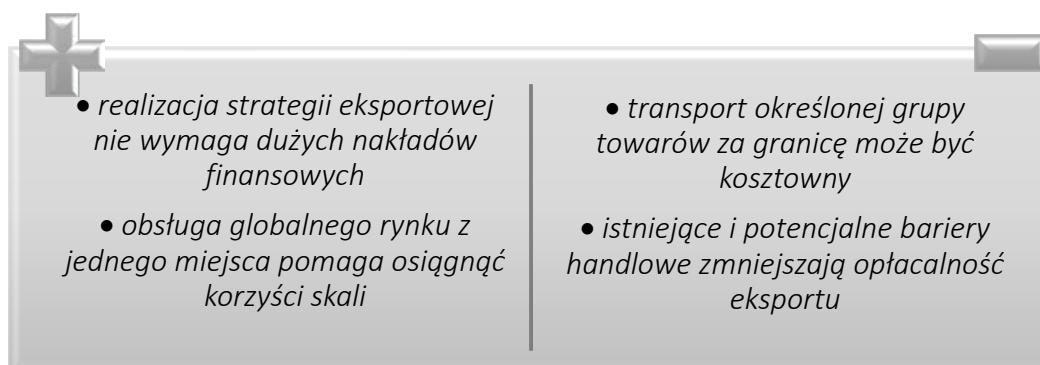 • realizacja strategii eksportowej
nie wymaga dużych nakładów
finansowych
• obsługa globalnego rynku z
jednego miejsca pomaga osiągnąć
korzyści skali
• transport określonej grupy
towarów za granicę może być
kosztowny
• istniejące i potencjalne bariery
handlowe zmniejszają opłacalność
eksportu